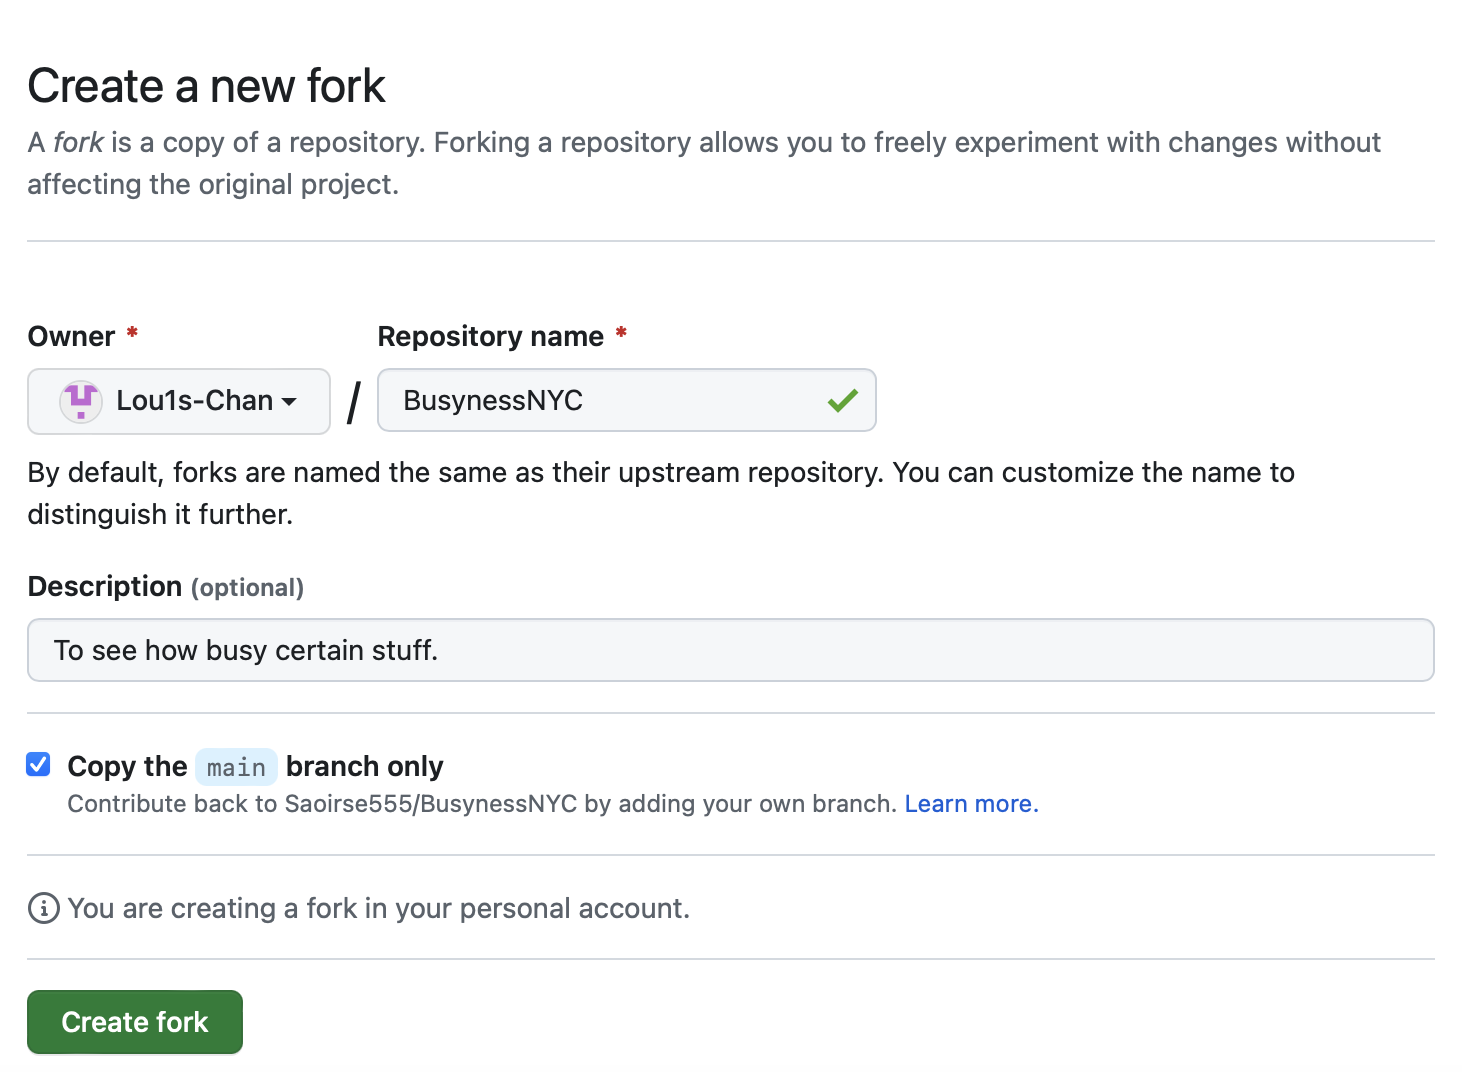 Create a new fork
A fork is a copy of a repository. Forking a repository allows you to freely experiment with changes without
affecting the original project.
Owner *
Repository name *
Lou1s-Chan / BusynessNYC
By default, forks are named the same as their upstream repository. You can customize the name to
distinguish it further.
Description (optional)
To see how busy certain stuff.
Copy the main branch only
Contribute back to Saoirse555/BusynessNYC by adding your own branch. Learn more.
You are creating a fork in your personal account.
Create fork